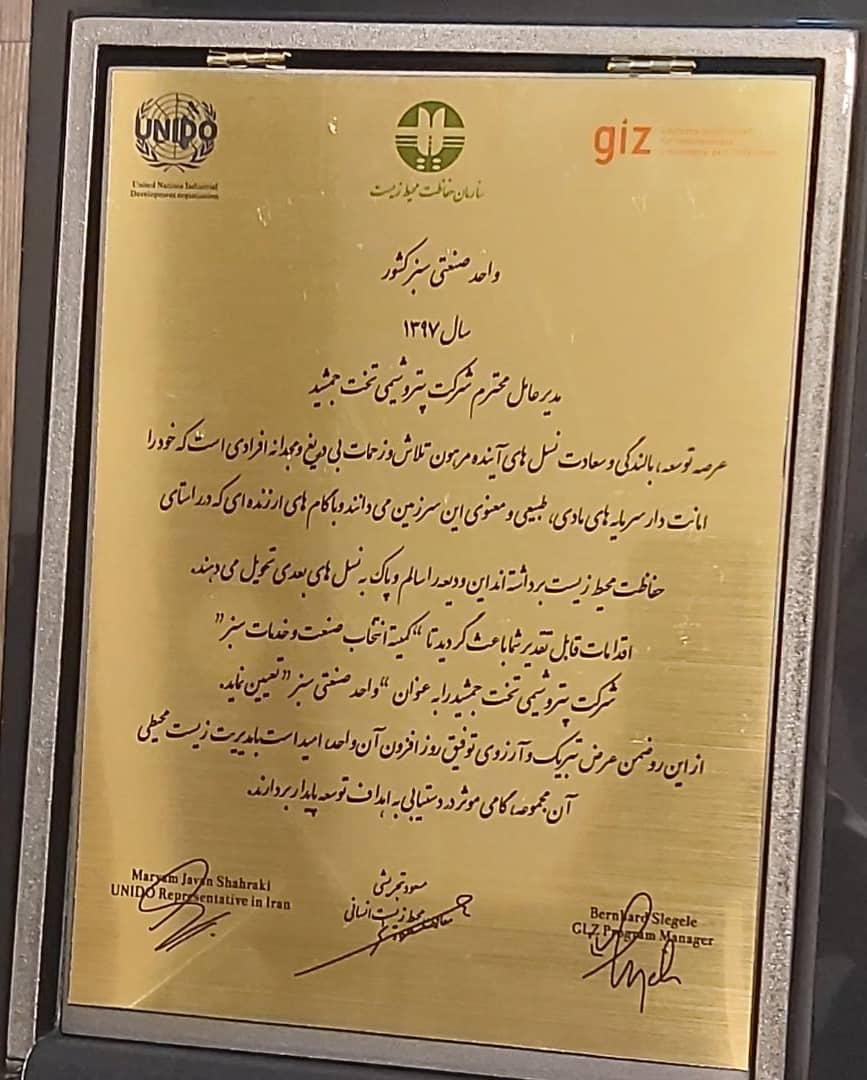 UNIDO
United Nations Industrial
Development organization
سازمان حفاظت محیط زیست
giz
واحد صنعتی سبز کشور
سال ۱۳۹۷
مدیر عامل محترم شرکت پتروشیمی تخت جمشید
عرصه توسعه، بالندگی و سعادت نسل های آینده مرهون تلاش و زحمات بی دریغ و مجدانه افرادی است که خود را
امانت دار سرمایه های مادی، طبیعی و معنوی این سرزمین می دانند و با گام های ارزنده ای که در راستای
حفاظت محیط زیست برداشته اند این ودیعه را سالم و پاک به نسل های بعدی تحویل می دهند.
اقدامات قابل تقدیر شما باعث گردید تا “کمیته انتخاب صنعت و خدمات سبز”
شرکت پتروشیمی تخت جمشید را به عنوان “واحد صنعتی سبز” تعیین نماید.
از این رو ضمن عرض تبریک و آرزوی توفیق روز افزون آن واحد، امید است با مدیریت زیست محیطی
آن مجموعه، گامی موثر در دستیابی به اهداف توسعه پایدار بردارند.
Maryam Javan Shahraki
UNIDO Representative in Iran
مسعود تجریشی
محیط زیست انسانی
Bernhard Slegele
GLZ Program Manager